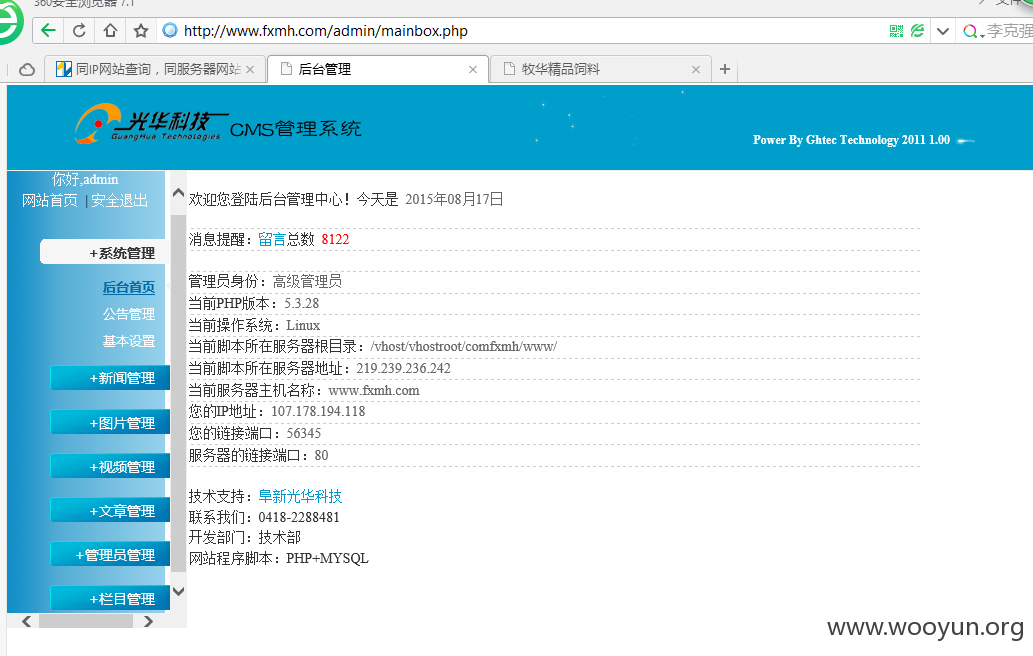 360安全浏览器 7.1
文件
http://www.fxmh.com/admin/mainbox.php
李克强
同IP网站查询，同服务器网站
后台管理
牧华精品饲料
光华科技
GuangHua Technologies
CMS管理系统
Power By Ghtec Technology 2011 1.00
你好,admin
网站首页 | 安全退出
+系统管理
后台首页
公告管理
基本设置
+新闻管理
+图片管理
+视频管理
+文章管理
+管理员管理
+栏目管理
欢迎您登陆后台管理中心！今天是 2015年08月17日
消息提醒：留言总数 8122
管理员身份：高级管理员
当前PHP版本：5.3.28
当前操作系统：Linux
当前脚本所在服务器根目录：/vhost/vhostroot/comfxmh/www/
当前脚本所在服务器地址：219.239.236.242
当前服务器主机名称：www.fxmh.com
您的IP地址：107.178.194.118
您的链接端口：56345
服务器的链接端口：80
技术支持：阜新光华科技
联系我们：0418-2288481
开发部门：技术部
网站程序脚本：PHP+MYSQL
www.wooyun.org